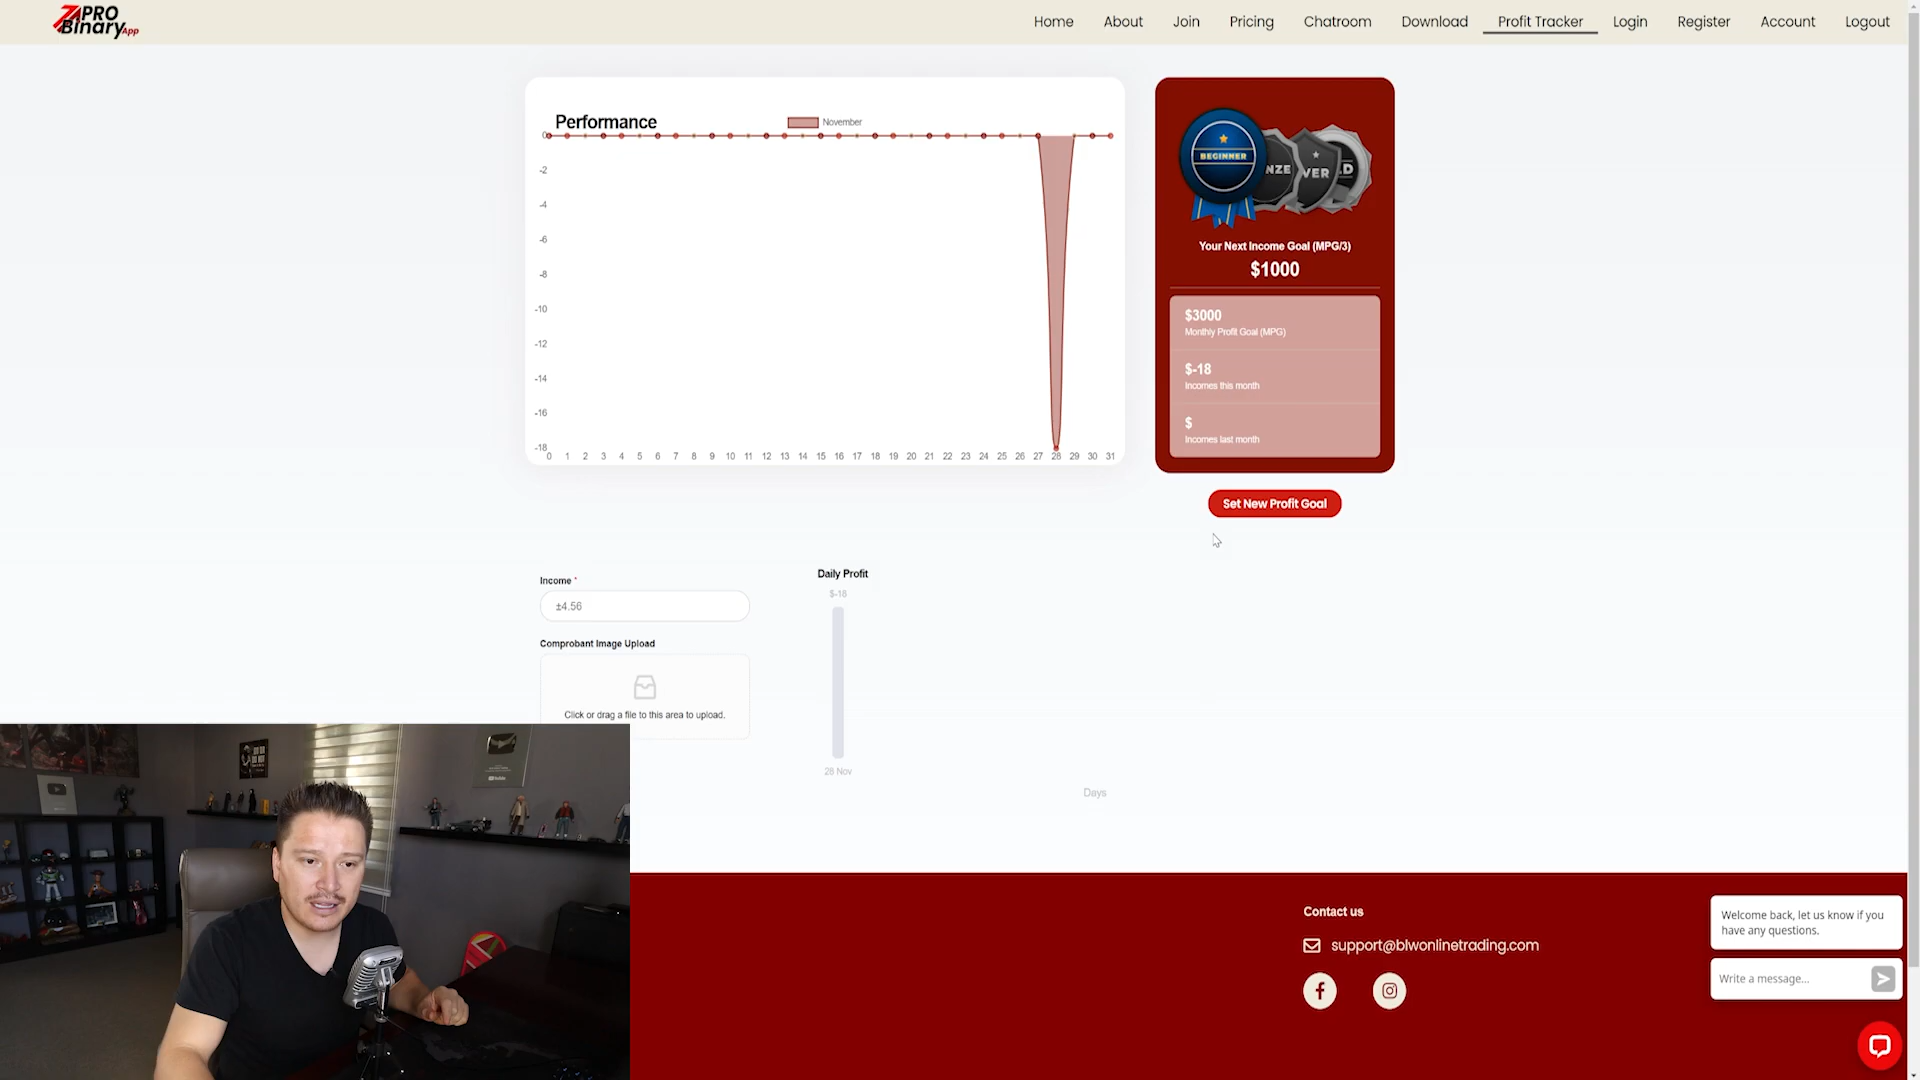 PRO
Binary App
Home
About
Join
Pricing
Chatroom
Download
Profit Tracker
Login
Register
Account
Logout
Performance
November
0
-2
-4
-6
-8
-10
-12
-14
-16
-18
0 1 2 3 4 5 6 7 8 9 10 11 12 13 14 15 16 17 18 19 20 21 22 23 24 25 26 27 28 29 30 31
BEGINNER
NZE
VER
D
Your Next Income Goal (MPG/3)
$1000
$3000
Monthly Profit Goal (MPG)
$-18
Incomes this month
$
Incomes last month
Set New Profit Goal
Income *
±4.56
Comprobant Image Upload
Click or drag a file to this area to upload.
Daily Profit
$-18
28 Nov
Days
Contact us
support@blwonlinetrading.com
Welcome back, let us know if you
have any questions.
Write a message...